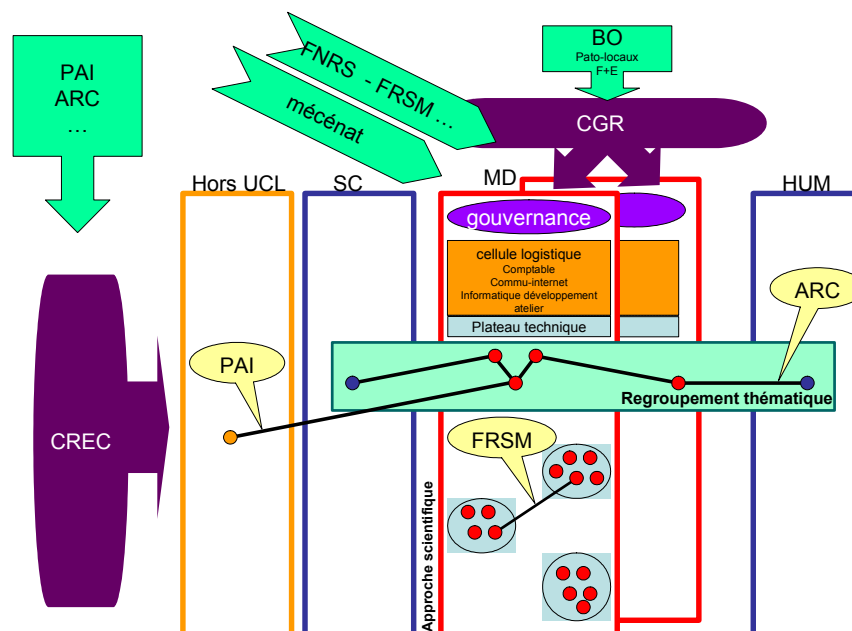 PAI
ARC
…
FNRS - FRSM …
mécénat
BO
Pato-locaux
F+E
CGR
Hors UCL
SC
MD
HUM
gouvernance
cellule logistique
Comptable
Commu-internet
Informatique développement
atelier
Plateau technique
ARC
PAI
Regroupement thématique
CREC
FRSM
Approche scientifique